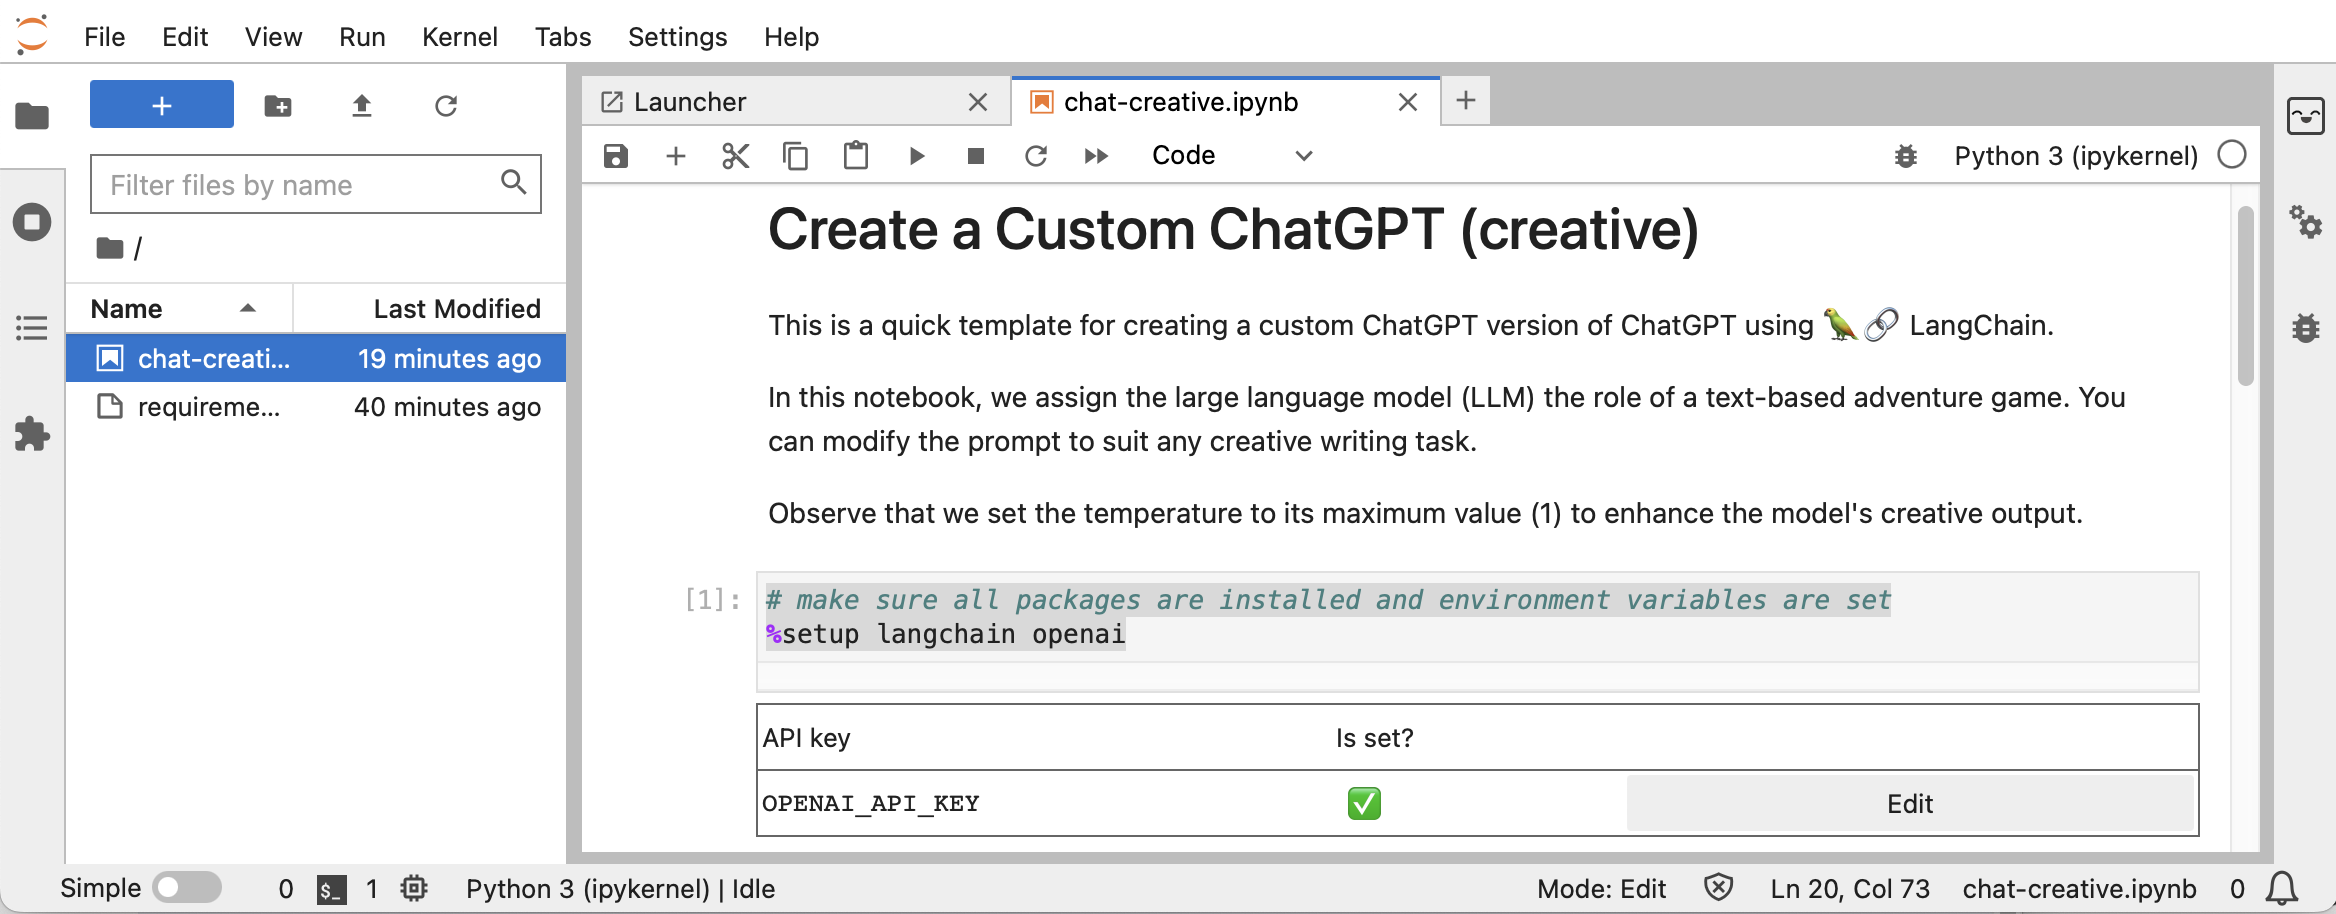 File Edit View Run Kernel Tabs Settings Help
+
Filter files by name
/
Name Last Modified
chat-creati... 19 minutes ago
requireme... 40 minutes ago
Launcher
chat-creative.ipynb
Code
Python 3 (ipykernel)
Create a Custom ChatGPT (creative)
This is a quick template for creating a custom ChatGPT version of ChatGPT using 🦜🔗 LangChain.
In this notebook, we assign the large language model (LLM) the role of a text-based adventure game. You
can modify the prompt to suit any creative writing task.
Observe that we set the temperature to its maximum value (1) to enhance the model's creative output.
[1]: # make sure all packages are installed and environment variables are set
%setup langchain openai
API key Is set?
OPENAI_API_KEY ✅ Edit
Simple 0 $_ 1 Python 3 (ipykernel) | Idle Mode: Edit Ln 20, Col 73 chat-creative.ipynb 0